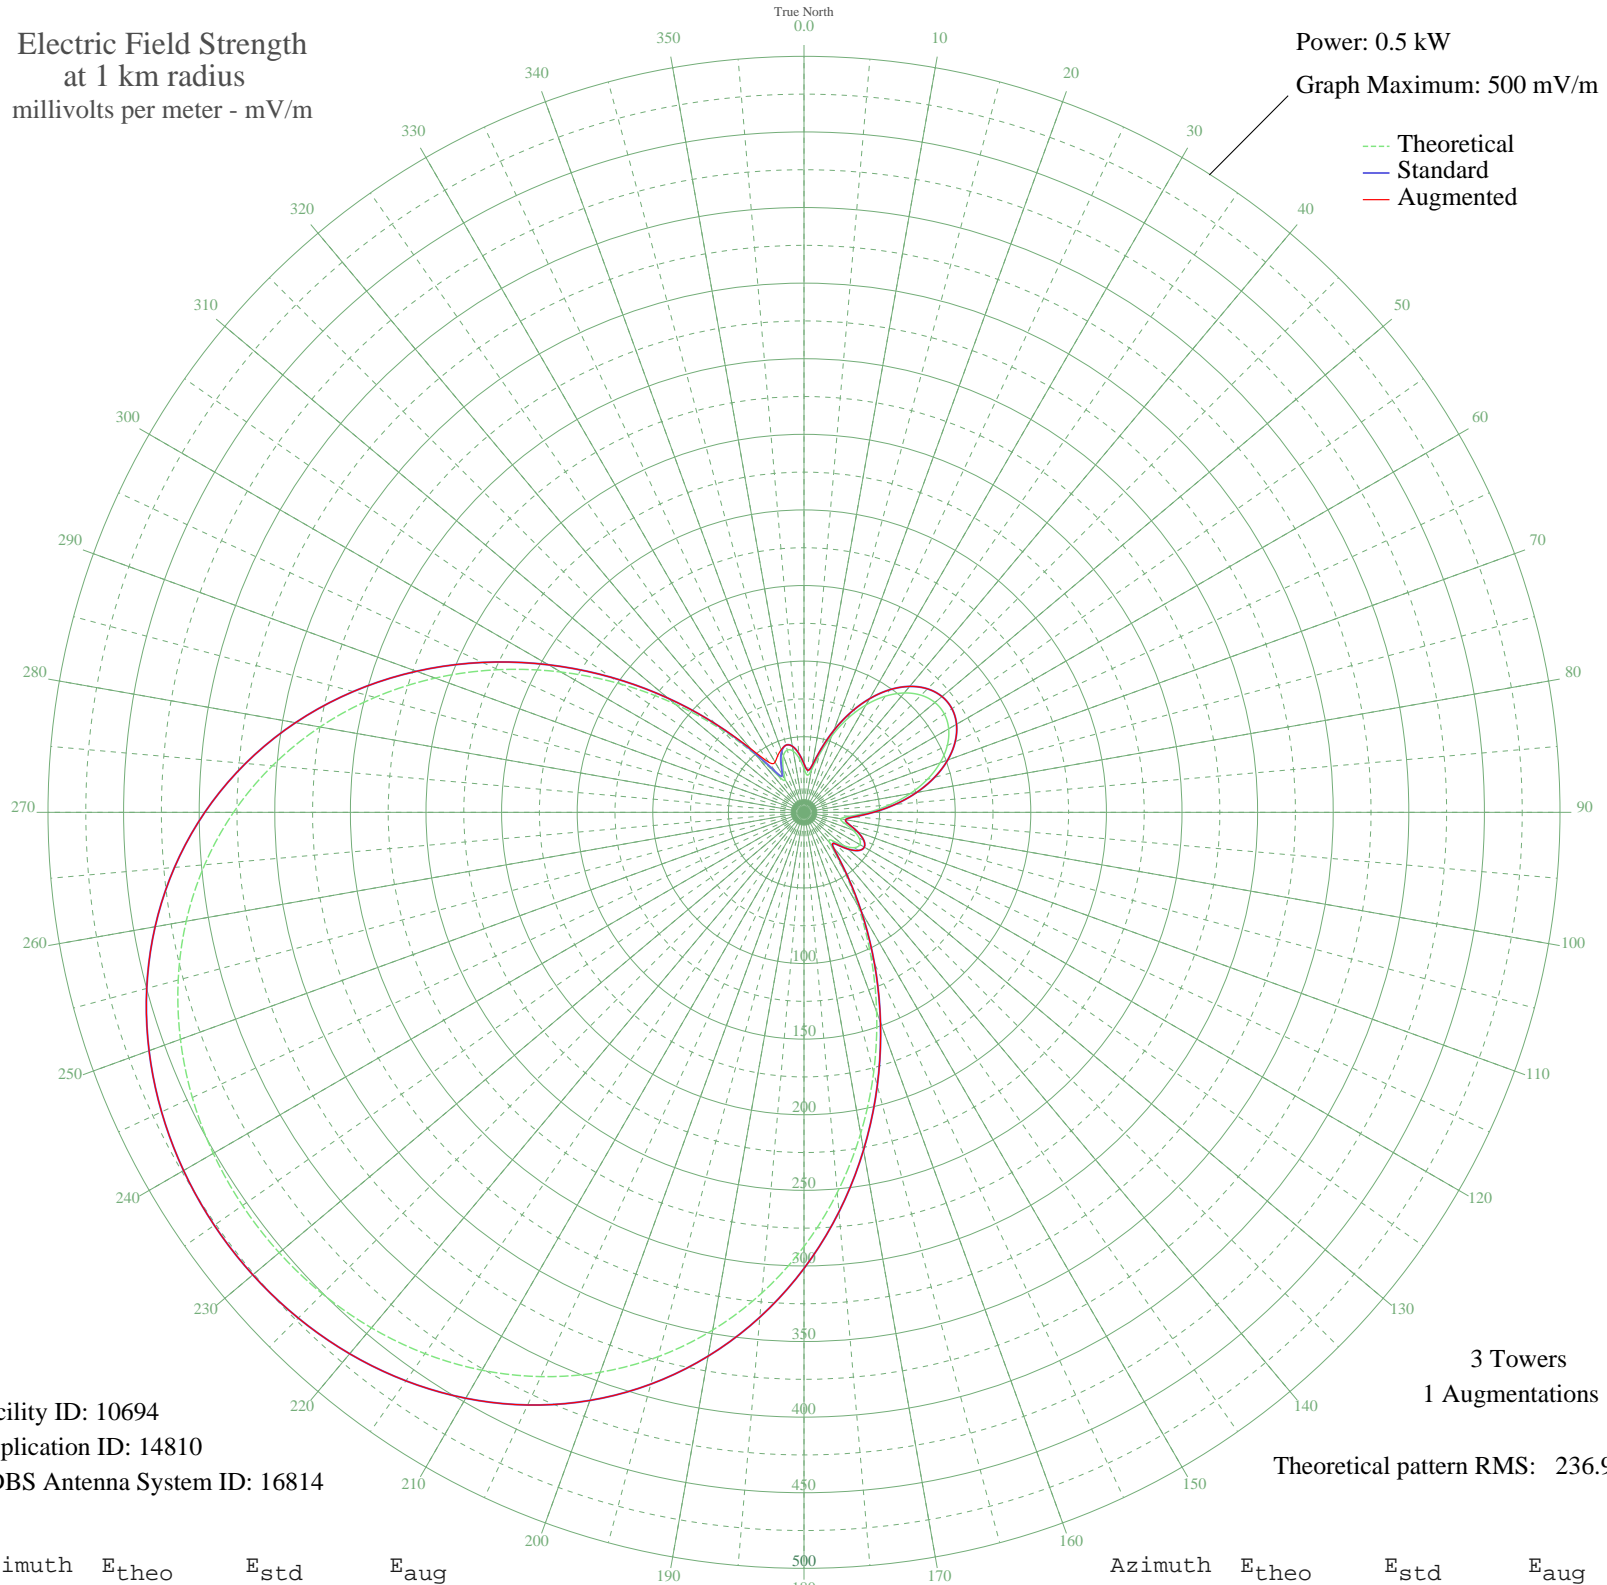 True North
0.0
Electric Field Strength
at 1 km radius
millivolts per meter - mV/m
Power: 0.5 kW
Graph Maximum: 500 mV/m
Theoretical
Standard
Augmented
10
20
30
40
50
60
70
80
90
100
110
120
130
140
150
160
170
190
200
210
220
230
240
250
260
270
280
290
300
310
320
330
340
350
100
150
200
250
300
350
400
450
500
3 Towers
1 Augmentations
cility ID: 10694
plication ID: 14810
DBS Antenna System ID: 16814
Theoretical pattern RMS: 236.9
imuth Etheo Estd Eaug
Azimuth Etheo Estd Eaug